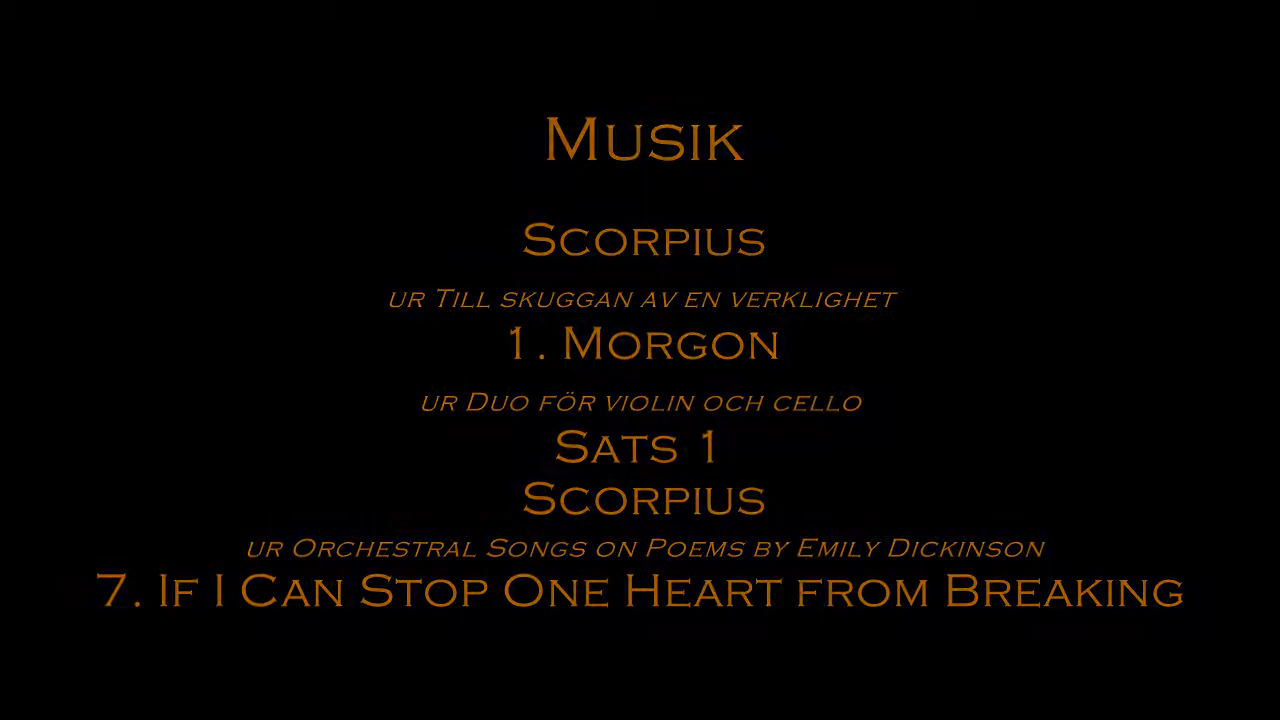 Musik
Scorpius
ur Till skuggan av en verklighet
1. Morgon
ur Duo för violin och cello
Sats 1
Scorpius
ur Orchestral Songs on Poems by Emily Dickinson
7. If I Can Stop One Heart from Breaking